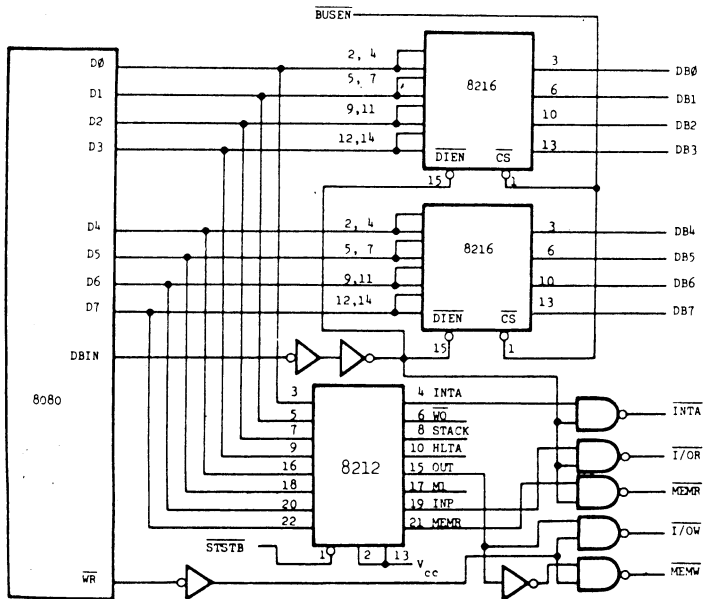 BUSEN
DØ 2, 4 3 DBØ
D1 5, 7 8216 6 DB1
D2 9,11 10 DB2
D3 12,14 13 DB3
DIEN CS
15 1
D4 2, 4 3 DB4
D5 5, 7 8216 6 DB5
D6 9,11 10 DB6
D7 12,14 13 DB7
DIEN CS
15 1
DBIN
8080
8212
3 4 INTA INTA
5 6 WO
7 8 STACK
9 10 HLTA I/OR
16 15 OUT
18 17 M1 MEMR
20 19 INP
22 21 MEMR I/OW
STSTB 1 2 13 Vcc
WR MEMW